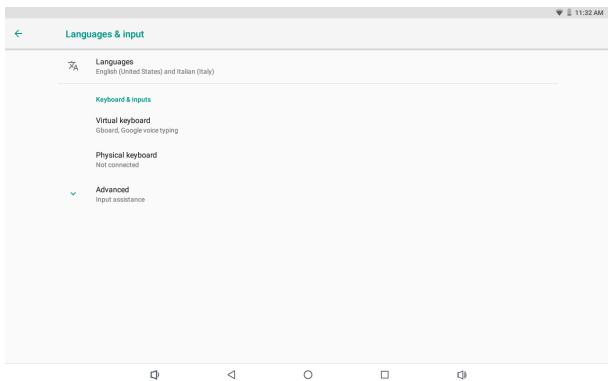 11:32 AM
Languages & input
Languages
English (United States) and Italian (Italy)
Keyboard & inputs
Virtual keyboard
Gboard, Google voice typing
Physical keyboard
Not connected
Advanced
Input assistance